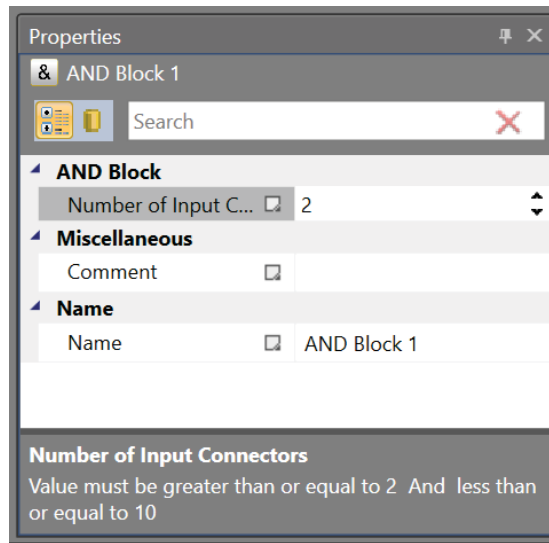 Properties
& AND Block 1
Search
AND Block
Number of Input C... 2
Miscellaneous
Comment
Name
Name AND Block 1
Number of Input Connectors
Value must be greater than or equal to 2 And less than
or equal to 10